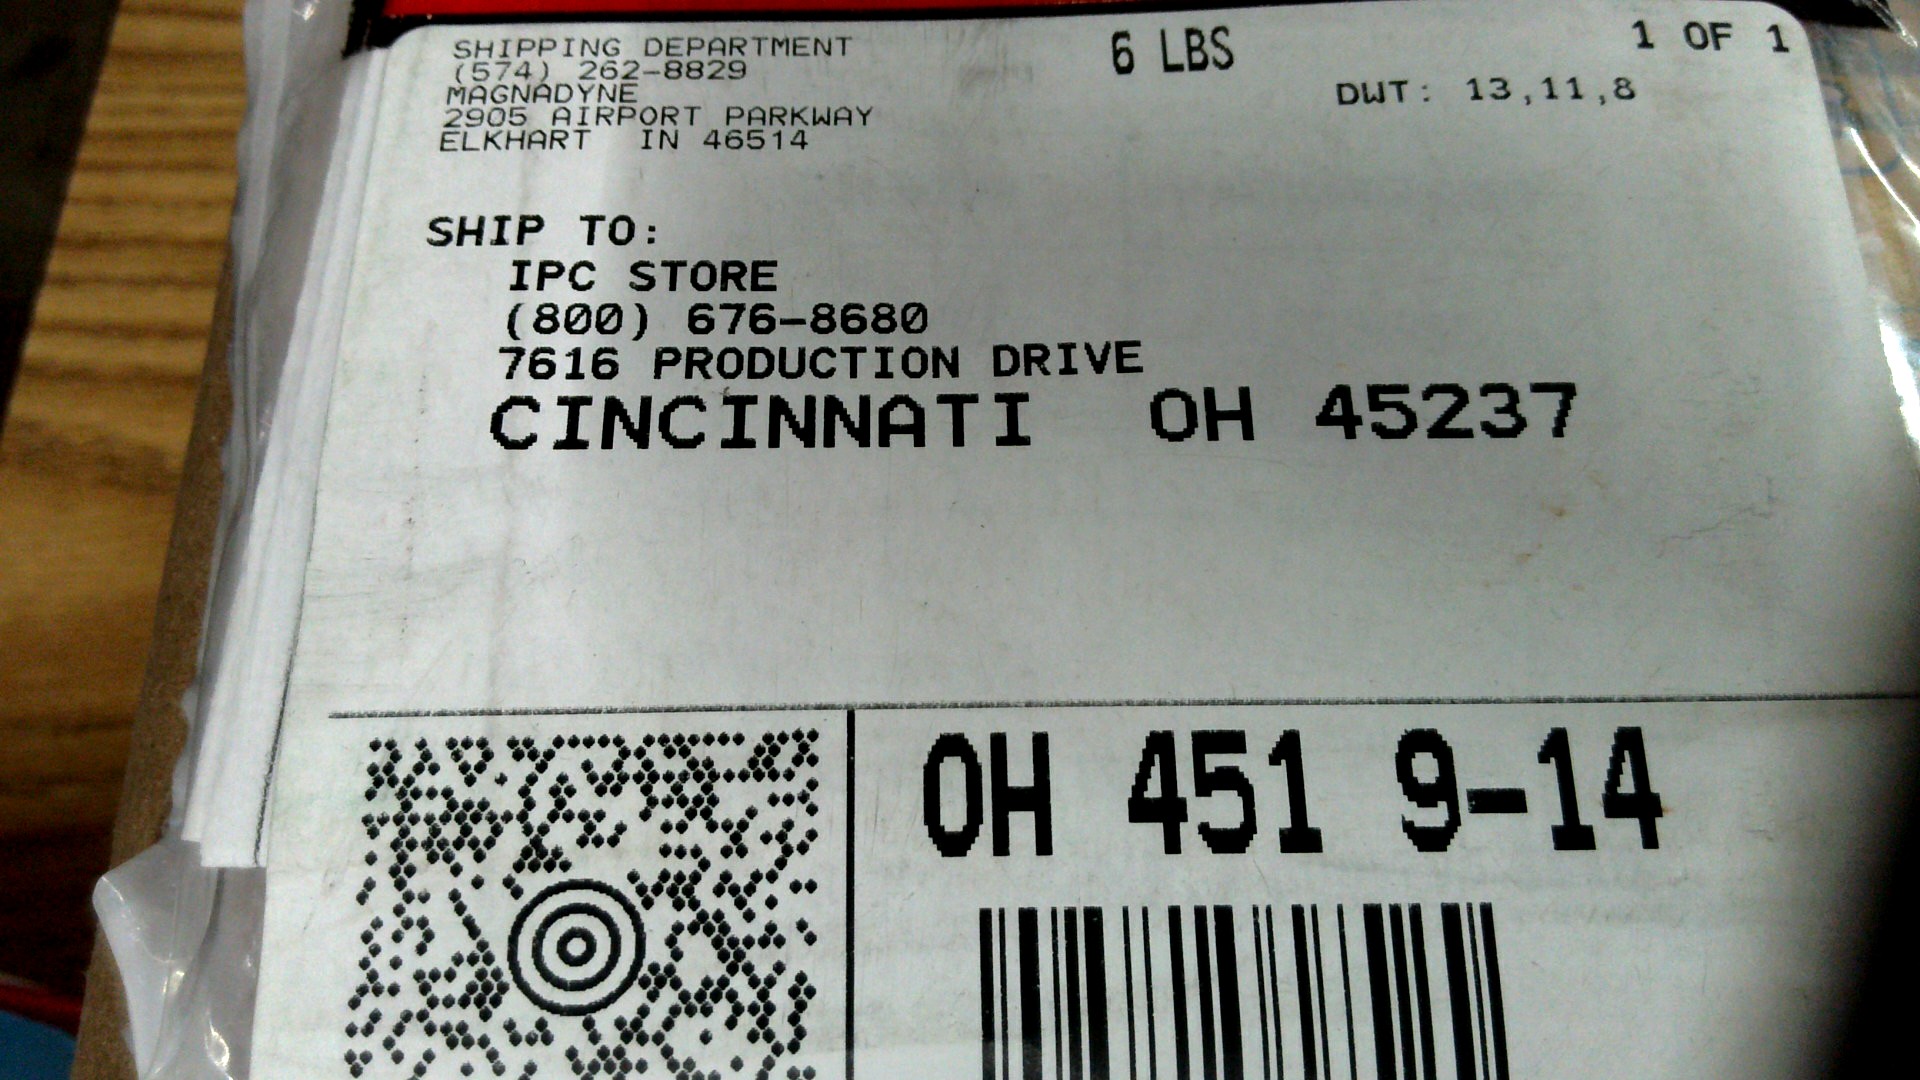 SHIPPING DEPARTMENT
(574) 262-8829
MAGNADYNE
2905 AIRPORT PARKWAY
ELKHART IN 46514
6 LBS
1 OF 1
DWT: 13,11,8
SHIP TO:
IPC STORE
(800) 676-8680
7616 PRODUCTION DRIVE
CINCINNATI OH 45237
OH 451 9-14